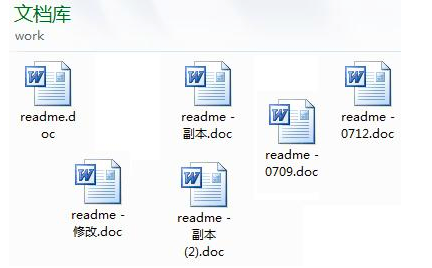 文档库
work
readme.d
oc
readme -
副本.doc
readme -
0709.doc
readme -
0712.doc
readme -
修改.doc
readme -
副本
(2).doc